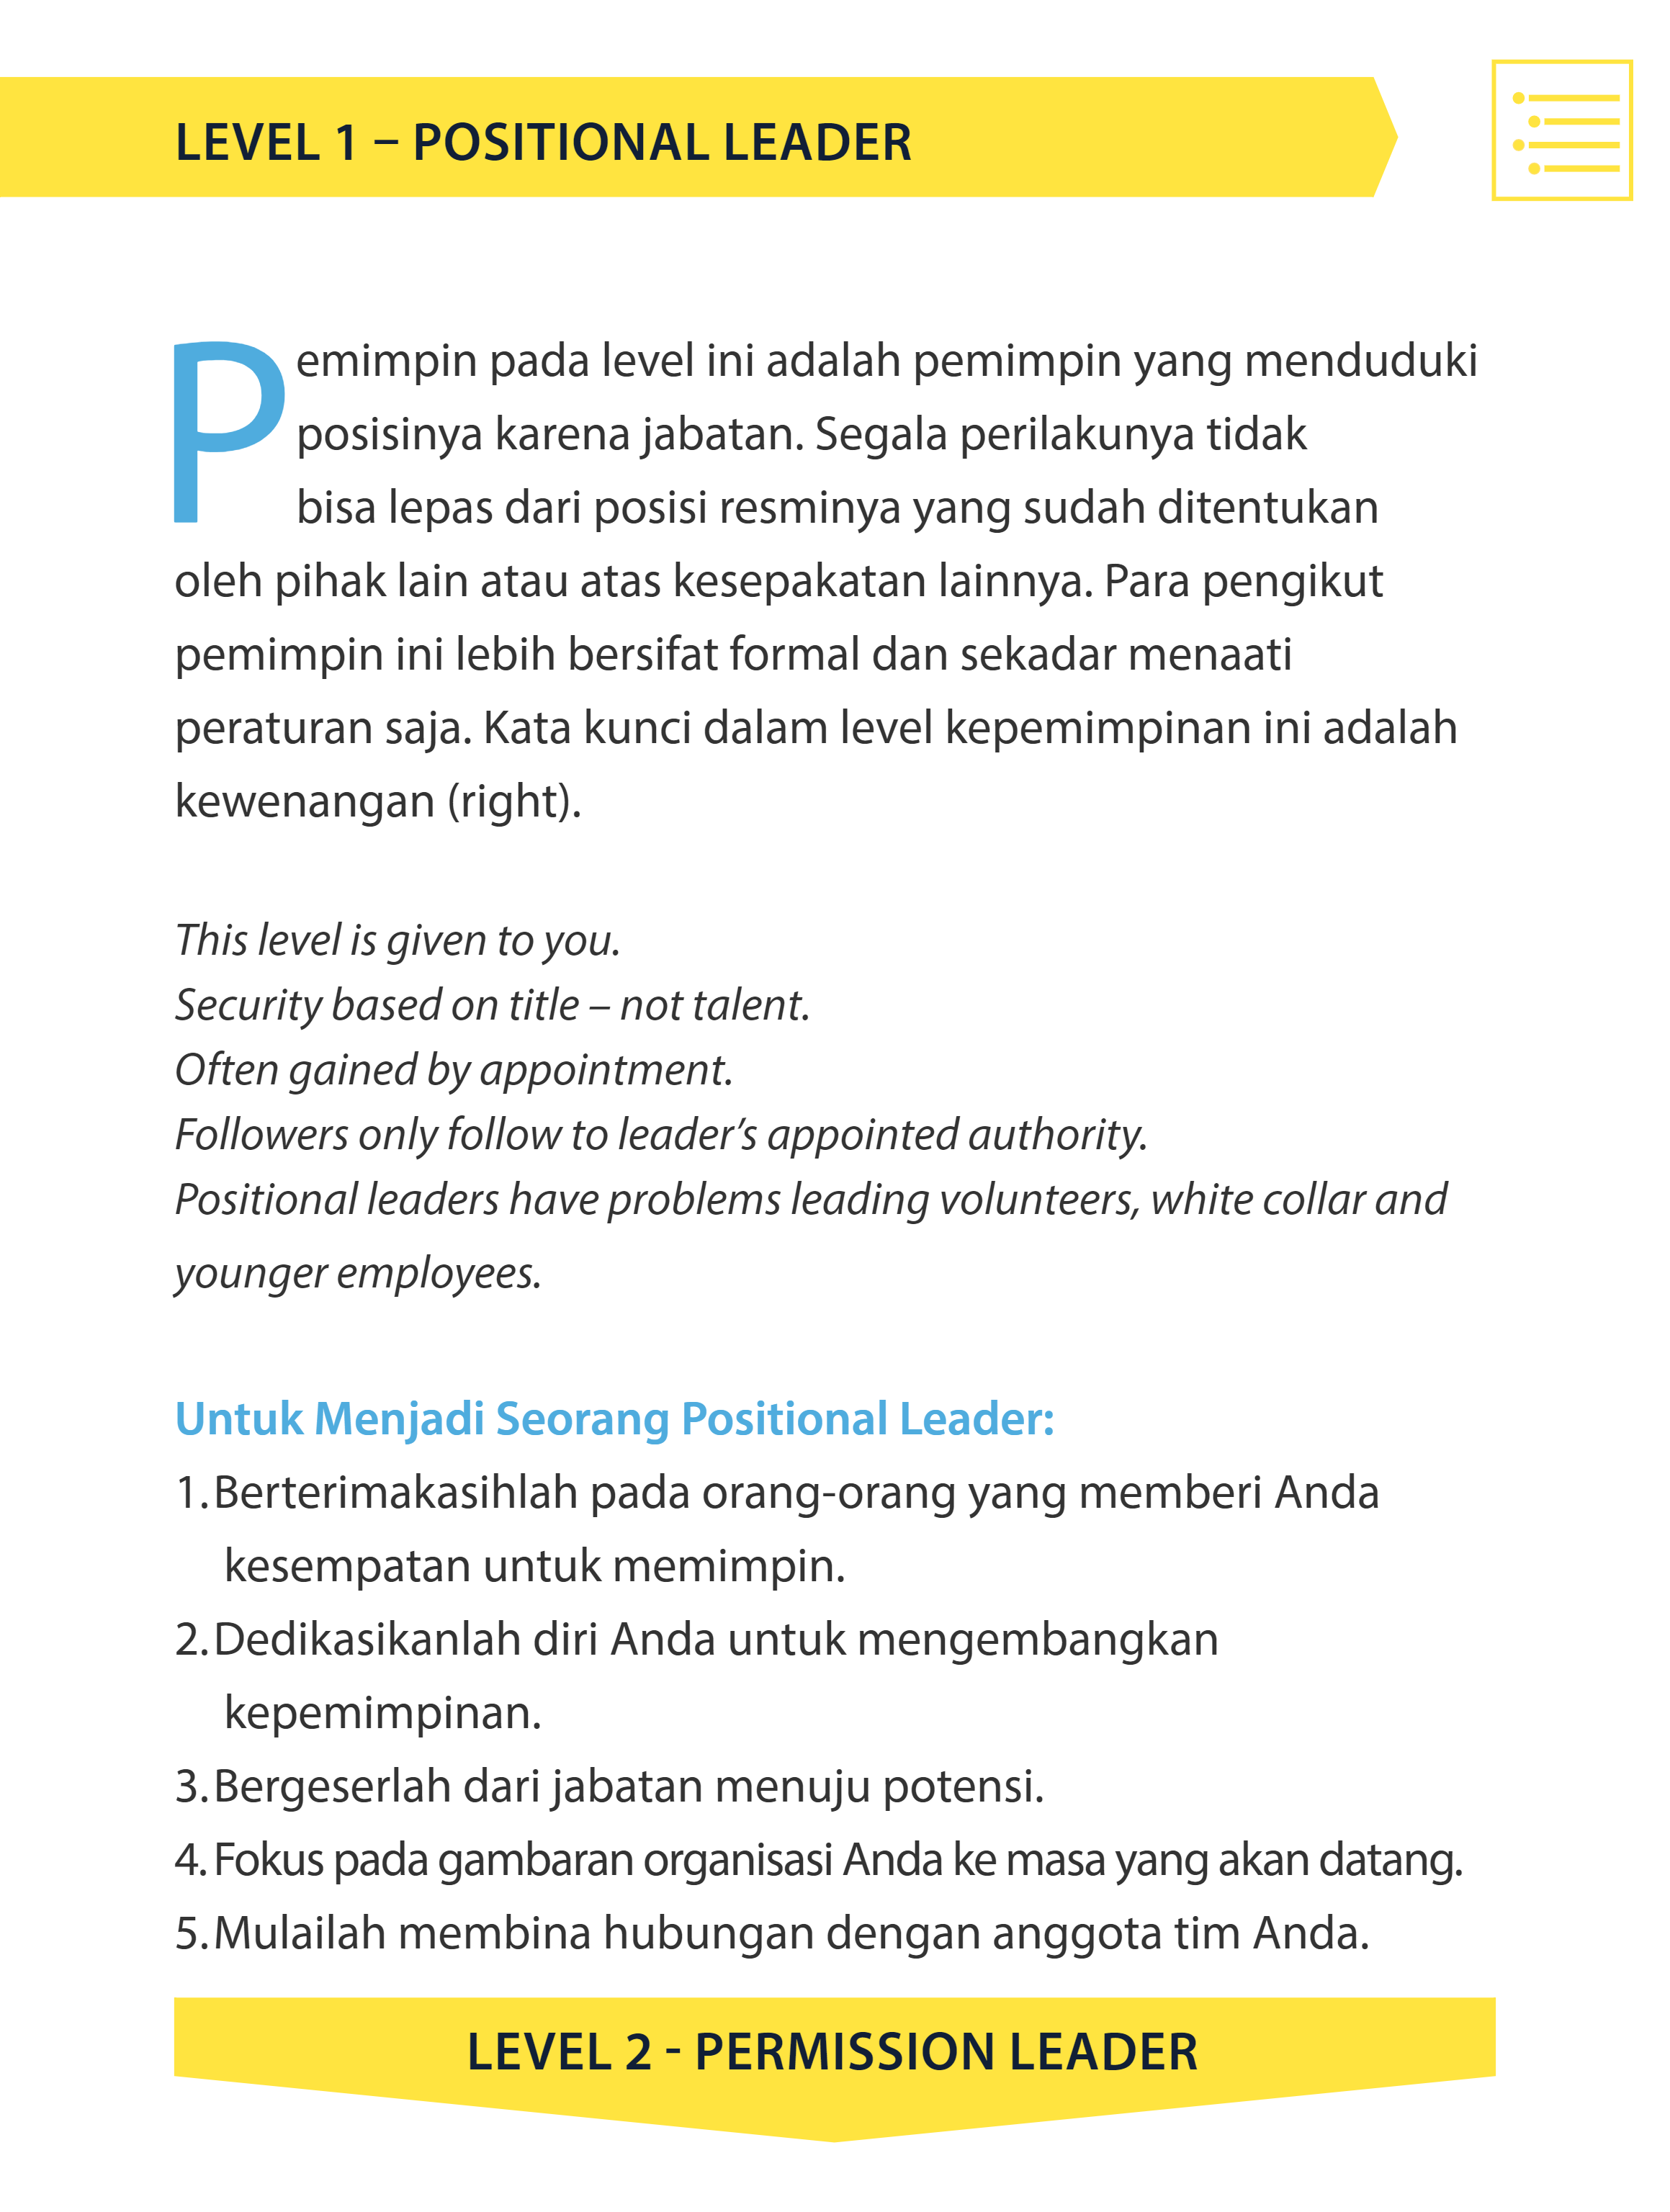 LEVEL 1 – POSITIONAL LEADER
Pemimpin pada level ini adalah pemimpin yang menduduki
posisinya karena jabatan. Segala perilakunya tidak
bisa lepas dari posisi resminya yang sudah ditentukan
oleh pihak lain atau atas kesepakatan lainnya. Para pengikut
pemimpin ini lebih bersifat formal dan sekadar menaati
peraturan saja. Kata kunci dalam level kepemimpinan ini adalah
kewenangan (right).
This level is given to you.
Security based on title – not talent.
Often gained by appointment.
Followers only follow to leader’s appointed authority.
Positional leaders have problems leading volunteers, white collar and
younger employees.
Untuk Menjadi Seorang Positional Leader:
1. Berterimakasihlah pada orang-orang yang memberi Anda
kesempatan untuk memimpin.
2. Dedikasikanlah diri Anda untuk mengembangkan
kepemimpinan.
3. Bergeserlah dari jabatan menuju potensi.
4. Fokus pada gambaran organisasi Anda ke masa yang akan datang.
5. Mulailah membina hubungan dengan anggota tim Anda.
LEVEL 2 - PERMISSION LEADER